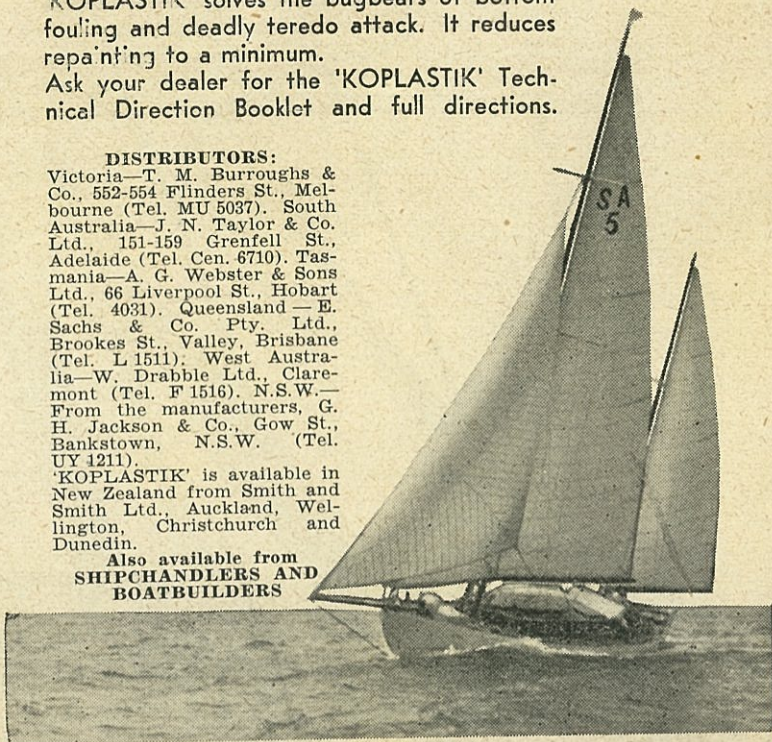 'KOPLASTIK' solves the bugbears of bottom
fouling and deadly teredo attack. It reduces
repainting to a minimum.
Ask your dealer for the 'KOPLASTIK' Tech-
nical Direction Booklet and full directions.
DISTRIBUTORS:
Victoria—T. M. Burroughs &
Co., 552-554 Flinders St., Mel-
bourne (Tel. MU 5037). South
Australia—J. N. Taylor & Co.
Ltd., 151-159 Grenfell St.,
Adelaide (Tel. Cen. 6710). Tas-
mania—A. G. Webster & Sons
Ltd., 66 Liverpool St., Hobart
(Tel. 4031). Queensland — E.
Sachs & Co. Pty. Ltd.,
Brookes St., Valley, Brisbane
(Tel. L 1511). West Austra-
lia—W. Drabble Ltd., Clare-
mont (Tel. F 1516). N.S.W.—
From the manufacturers, G.
H. Jackson & Co., Gow St.,
Bankstown, N.S.W. (Tel.
UY 1211).
'KOPLASTIK' is available in
New Zealand from Smith and
Smith Ltd., Auckland, Wel-
lington, Christchurch and
Dunedin.
Also available from
SHIPCHANDLERS AND
BOATBUILDERS
SA
5